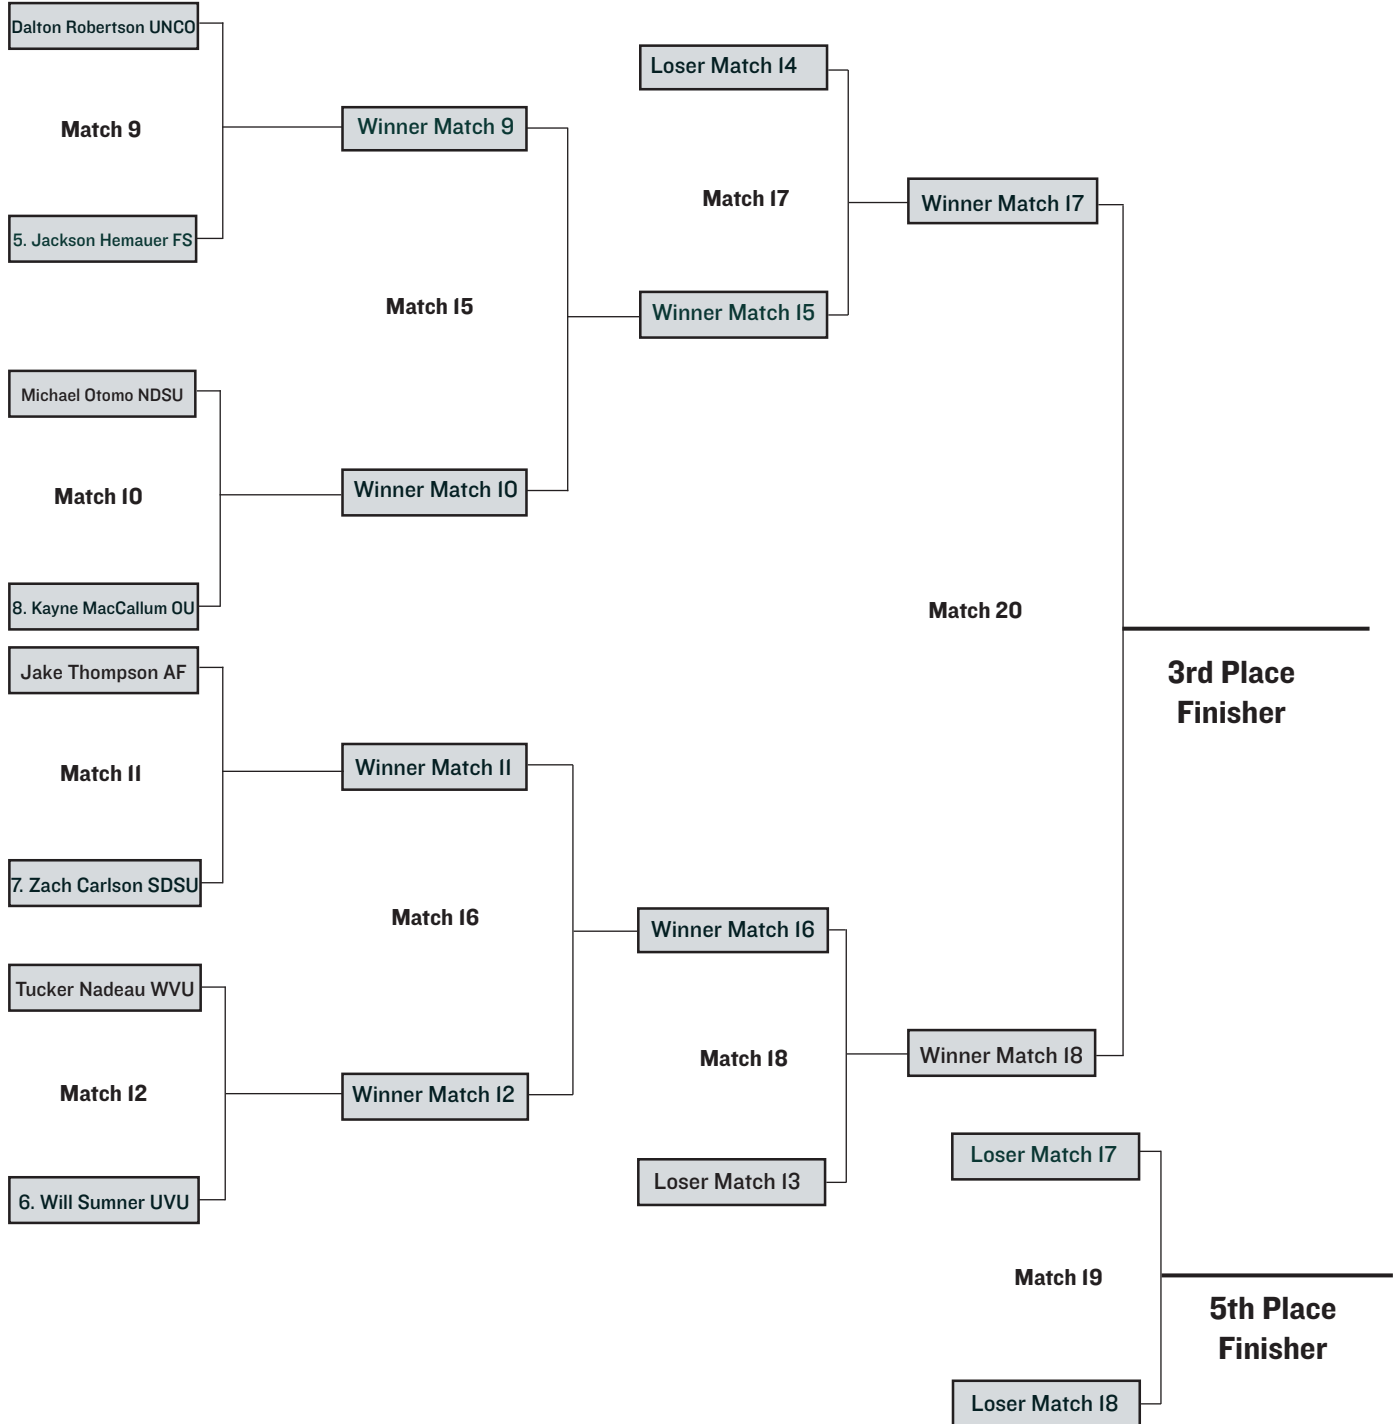 Dalton Robertson UNCO
Match 9
5. Jackson Hemauer FS
Michael Otomo NDSU
Match 10
8. Kayne MacCallum OU
Jake Thompson AF
Match 11
7. Zach Carlson SDSU
Tucker Nadeau WVU
Match 12
6. Will Sumner UVU
Winner Match 9
Match 15
Winner Match 10
Winner Match 11
Match 16
Winner Match 12
Loser Match 14
Match 17
Winner Match 15
Winner Match 16
Match 18
Loser Match 13
Winner Match 17
Match 20
Winner Match 18
3rd Place
Finisher
Loser Match 17
Match 19
Loser Match 18
5th Place
Finisher